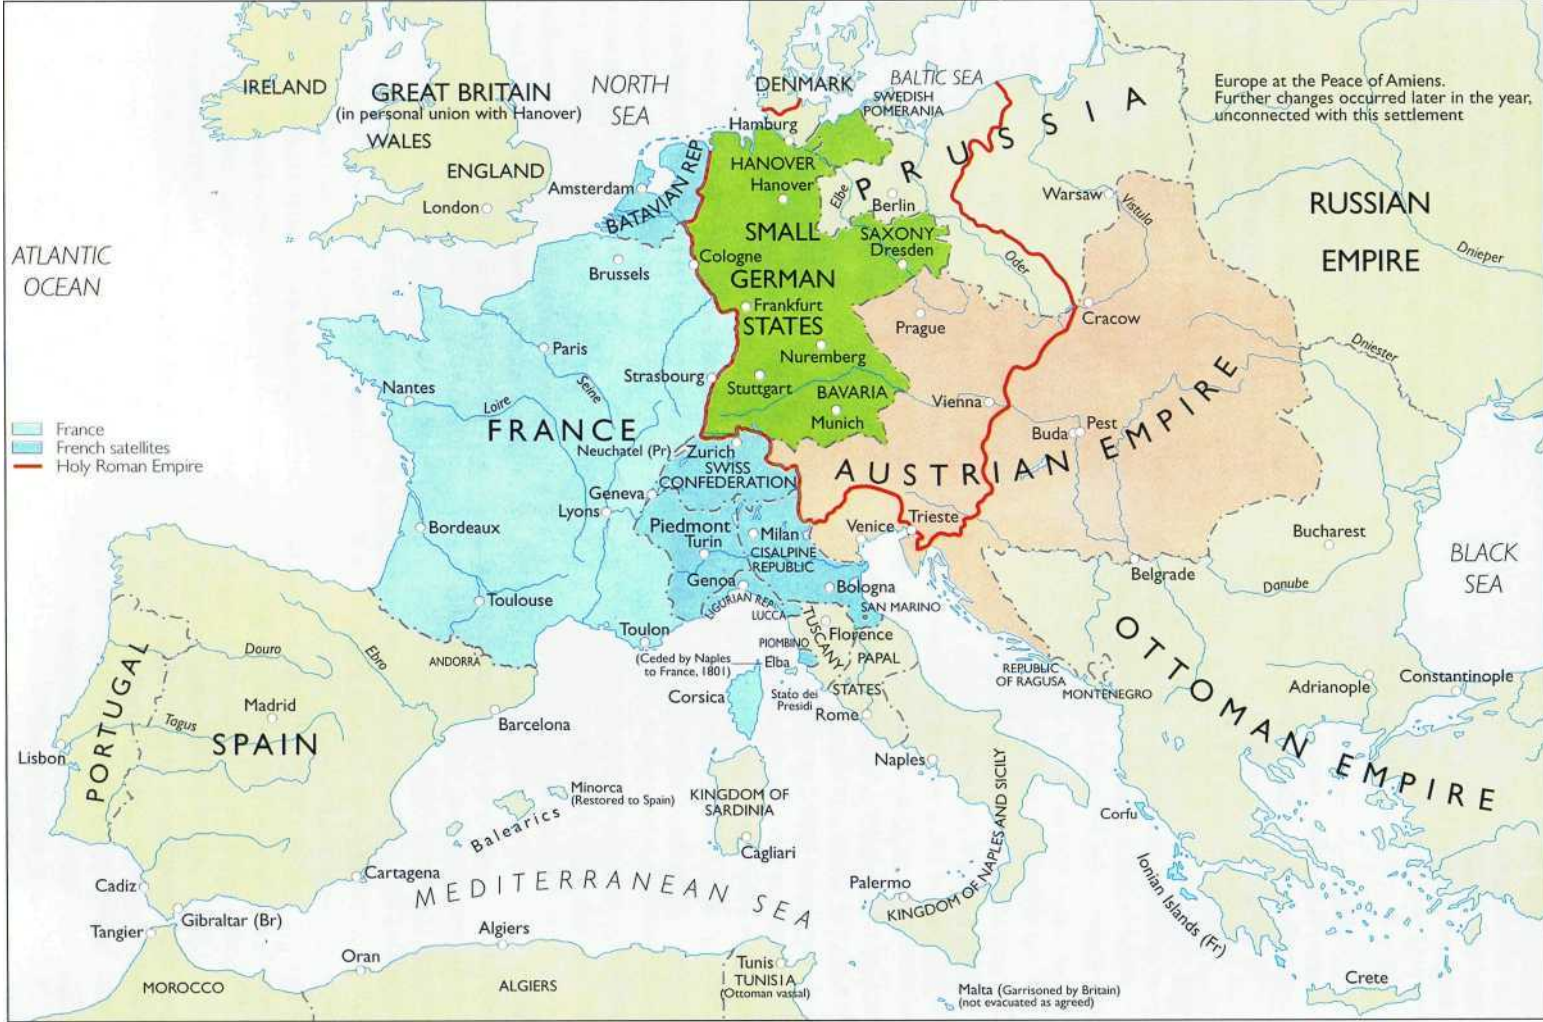 IRELAND
GREAT BRITAIN
(in personal union with Hanover)
WALES
ENGLAND
London
NORTH
SEA
DENMARK
BALTIC SEA
SWEDISH
POMERANIA
Europe at the Peace of Amiens.
Further changes occurred later in the year,
unconnected with this settlement
Hamburg
HANOVER
Hanover
Amsterdam
BATAVIAN REP
Elbe
PRUSSIA
Berlin
Warsaw
Vistula
RUSSIAN
EMPIRE
Dnieper
ATLANTIC
OCEAN
SMALL
GERMAN
STATES
SAXONY
Dresden
Oder
Cologne
Brussels
Frankfurt
Prague
Cracow
Dniester
Nuremberg
Paris
Seine
Strasbourg
Stuttgart
BAVARIA
Munich
Vienna
Buda
Pest
Nantes
Loire
FRANCE
France
French satellites
Holy Roman Empire
Neuchatel (Pr)
Zurich
SWISS
CONFEDERATION
AUSTRIAN EMPIRE
Geneva
Lyons
Bordeaux
Piedmont
Turin
Milan
CISALPINE
REPUBLIC
Venice
Trieste
Bucharest
BLACK
SEA
Belgrade
Danube
Genoa
Bologna
LIGURIAN REP.
LUCCA
SAN MARINO
Toulouse
Toulon
TUSCANY
Florence
PIOMBINO
PAPAL
STATES
(Ceded by Naples
to France, 1801)
Elba
Corsica
Stato dei
Presidi
Rome
REPUBLIC
OF RAGUSA
MONTENEGRO
OTTOMAN EMPIRE
Adrianople
Constantinople
ANDORRA
Douro
Ebro
PORTUGAL
Madrid
Togus
SPAIN
Lisbon
Barcelona
Naples
Minorca
(Restored to Spain)
Balearics
KINGDOM OF
SARDINIA
Cagliari
KINGDOM OF NAPLES AND SICILY
Corfu
Ionian Islands (Fr)
Cartagena
Cadiz
MEDITERRANEAN SEA
Palermo
Gibraltar (Br)
Tangier
Algiers
Oran
Tunis
TUNISIA
(Ottoman vassal)
MOROCCO
ALGIERS
Malta (Garrisoned by Britain)
(not evacuated as agreed)
Crete